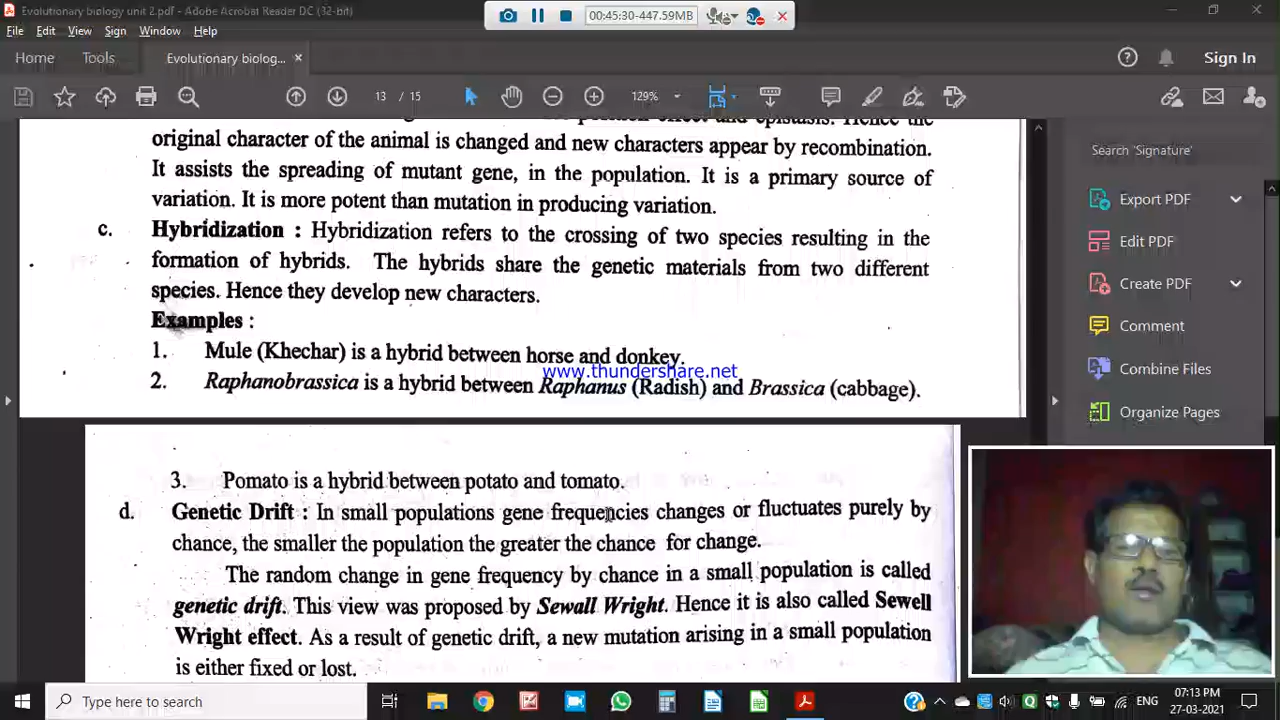 Evolutionary biology unit 2.pdf - Adobe Acrobat Reader DC (32-bit)
00:45:30-447.59MB
File Edit View Sign Window Help
Home Tools Evolutionary biolog... × Sign In
13 / 15 129%
original character of the animal is changed and new characters appear by recombination.
It assists the spreading of mutant gene, in the population. It is a primary source of
variation. It is more potent than mutation in producing variation.
c. Hybridization : Hybridization refers to the crossing of two species resulting in the
formation of hybrids. The hybrids share the genetic materials from two different
species. Hence they develop new characters.
Examples :
1. Mule (Khechar) is a hybrid between horse and donkey.
www.thundershare.net
2. Raphanobrassica is a hybrid between Raphanus (Radish) and Brassica (cabbage).
3. Pomato is a hybrid between potato and tomato.
d. Genetic Drift : In small populations gene frequencies changes or fluctuates purely by
chance, the smaller the population the greater the chance for change.
The random change in gene frequency by chance in a small population is called
genetic drift. This view was proposed by Sewall Wright. Hence it is also called Sewell
Wright effect. As a result of genetic drift, a new mutation arising in a small population
is either fixed or lost.
Search 'Signature'
Export PDF
Edit PDF
Create PDF
Comment
Combine Files
Organize Pages
Type here to search
ENG
07:13 PM
27-03-2021